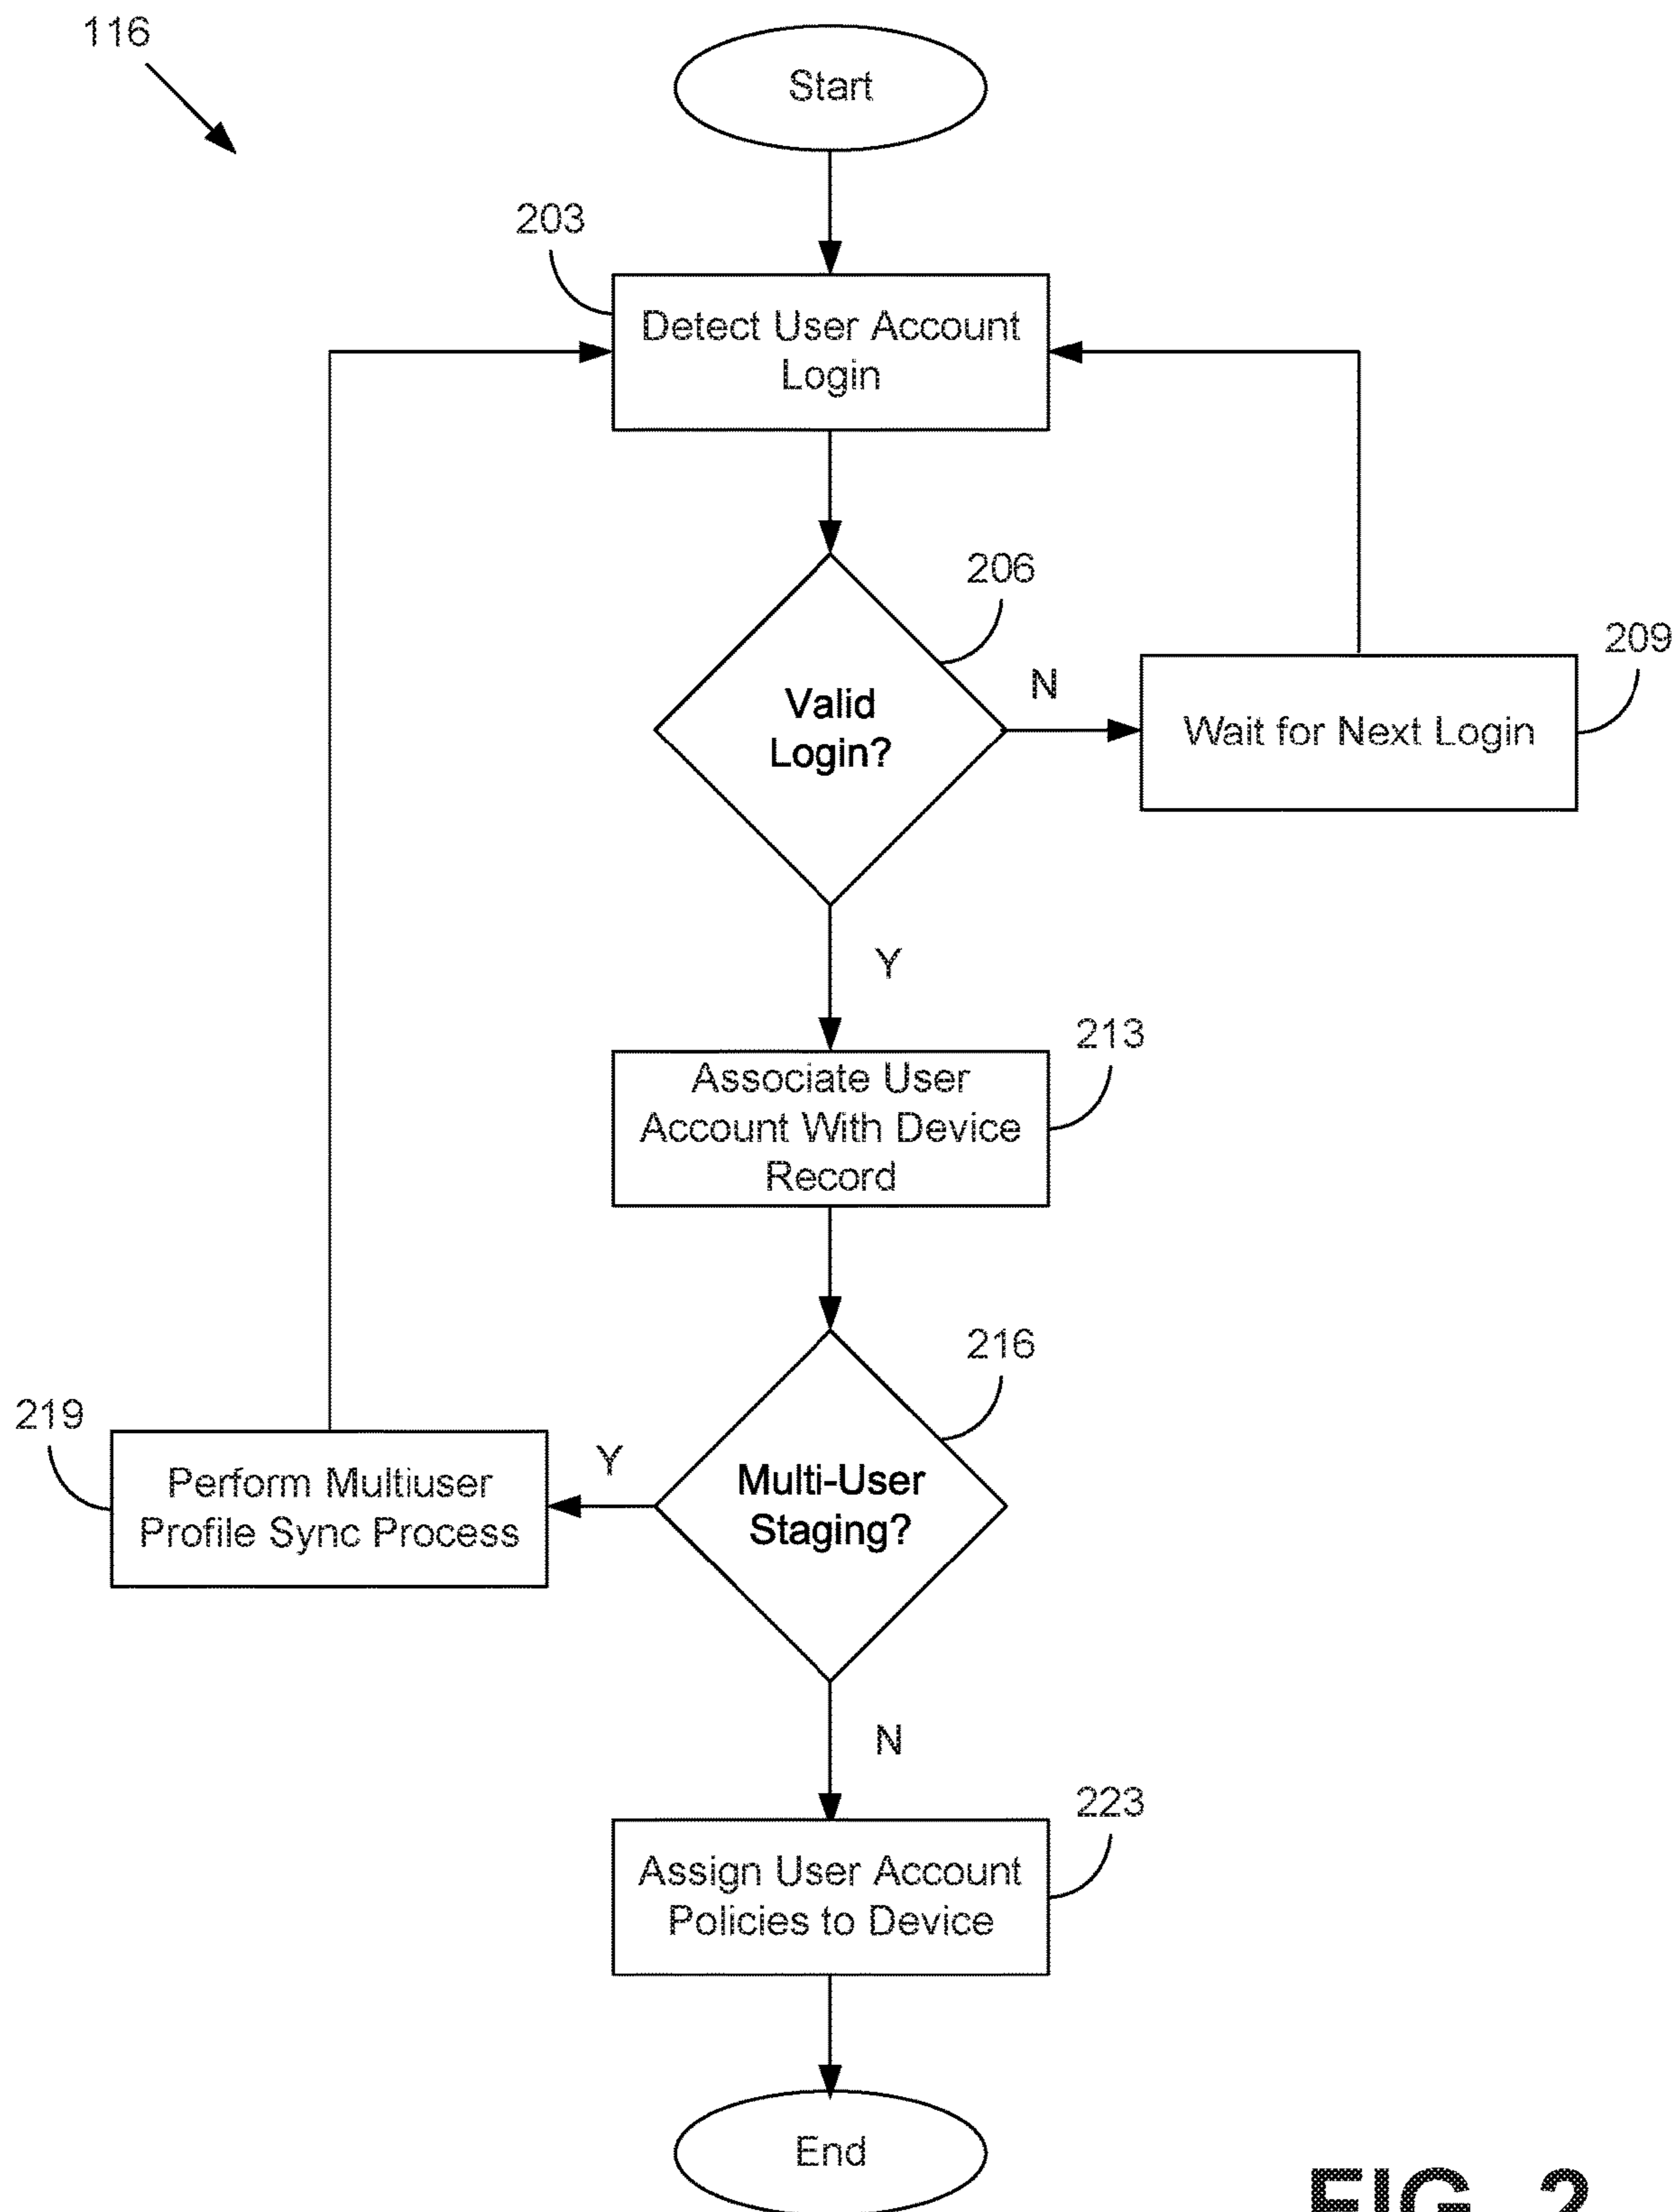 116
Start
203
Detect User Account
Login
206
Valid
Login?
N
209
Wait for Next Login
Y
213
Associate User
Account With Device
Record
216
Multi-User
Staging?
Y
219
Perform Multiuser
Profile Sync Process
N
223
Assign User Account
Policies to Device
End
FIG. 2